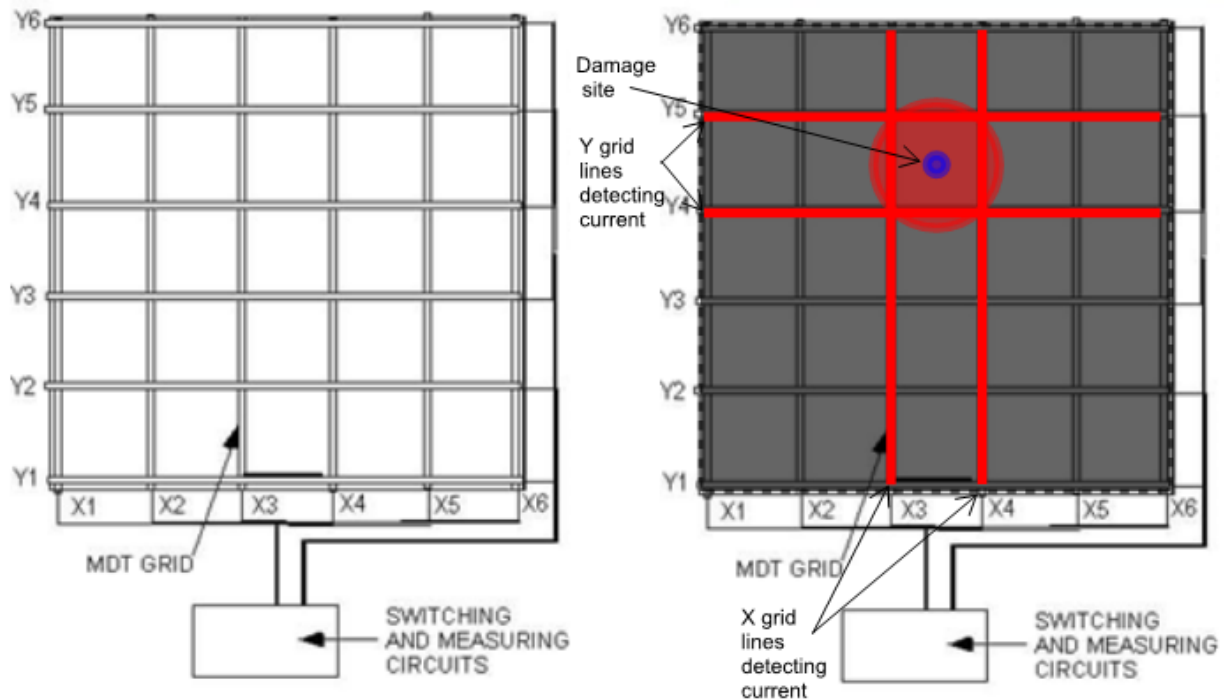 Y6
Y5
Y4
Y3
Y2
Y1
X1
X2
X3
X4
X5
X6
MDT GRID
SWITCHING
AND MEASURING
CIRCUITS
Y6
Damage
site
Y5
Y grid
lines
detecting
current
Y4
Y3
Y2
Y1
X1
X2
X3
X4
X5
X6
MDT GRID
X grid
lines
detecting
current
SWITCHING
AND MEASURING
CIRCUITS